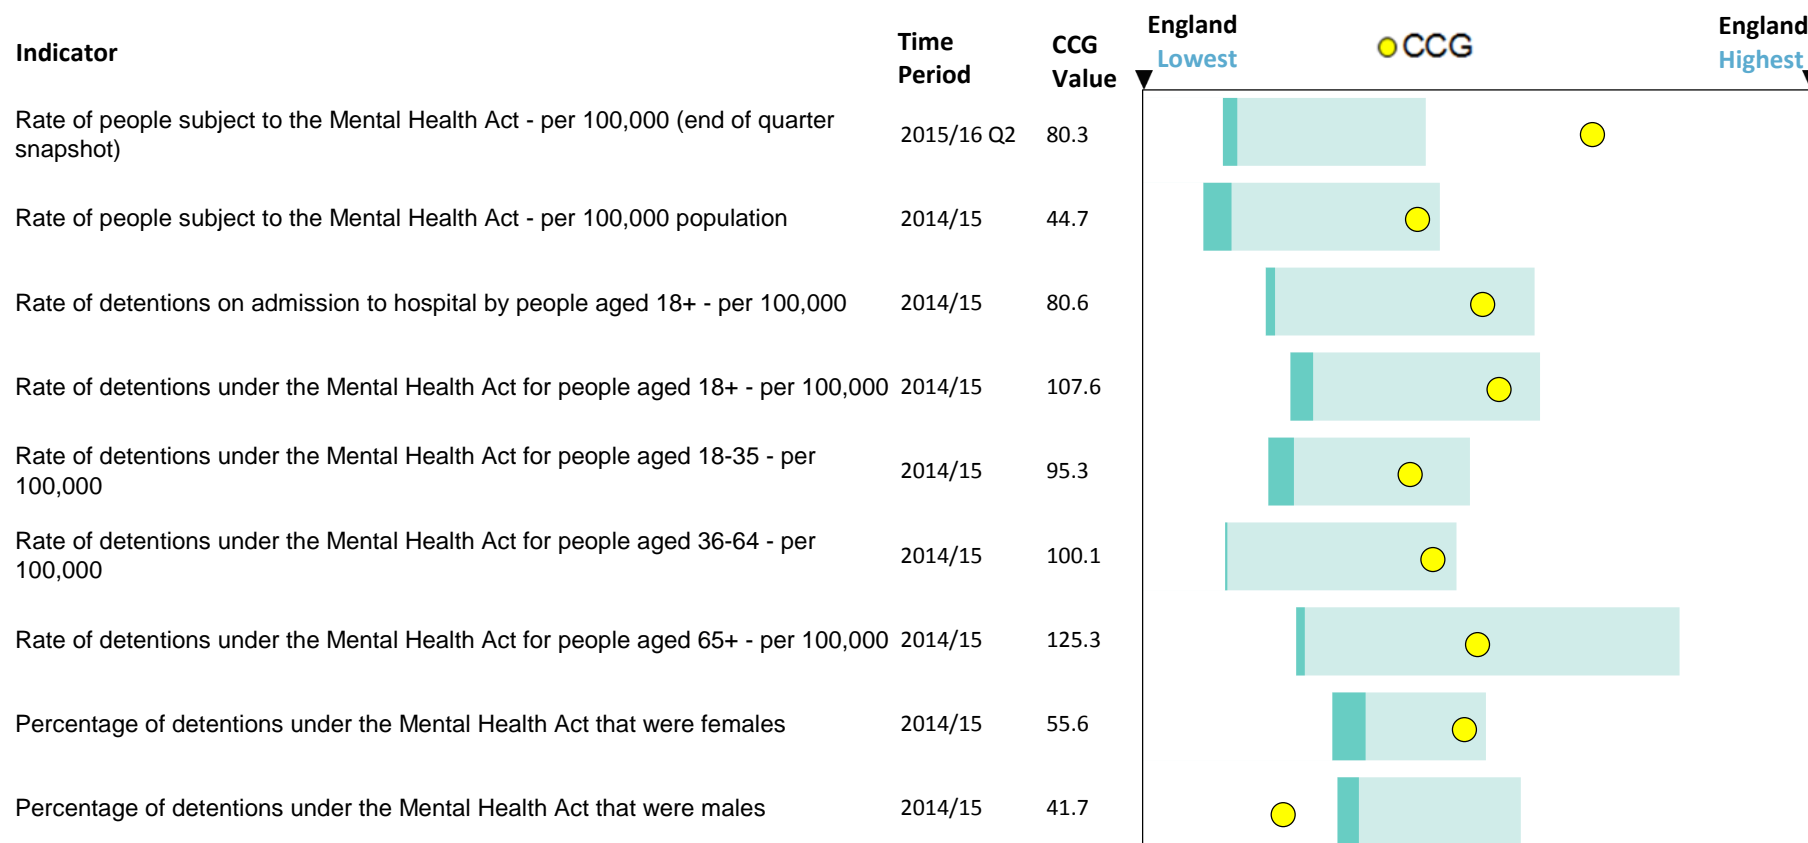 Indicator
Time
Period
CCG
Value
England
Lowest
CCG
England
Highest
Rate of people subject to the Mental Health Act - per 100,000 (end of quarter
snapshot)
2015/16 Q2
80.3
Rate of people subject to the Mental Health Act - per 100,000 population
2014/15
44.7
Rate of detentions on admission to hospital by people aged 18+ - per 100,000
2014/15
80.6
Rate of detentions under the Mental Health Act for people aged 18+ - per 100,000
2014/15
107.6
Rate of detentions under the Mental Health Act for people aged 18-35 - per
100,000
2014/15
95.3
Rate of detentions under the Mental Health Act for people aged 36-64 - per
100,000
2014/15
100.1
Rate of detentions under the Mental Health Act for people aged 65+ - per 100,000
2014/15
125.3
Percentage of detentions under the Mental Health Act that were females
2014/15
55.6
Percentage of detentions under the Mental Health Act that were males
2014/15
41.7